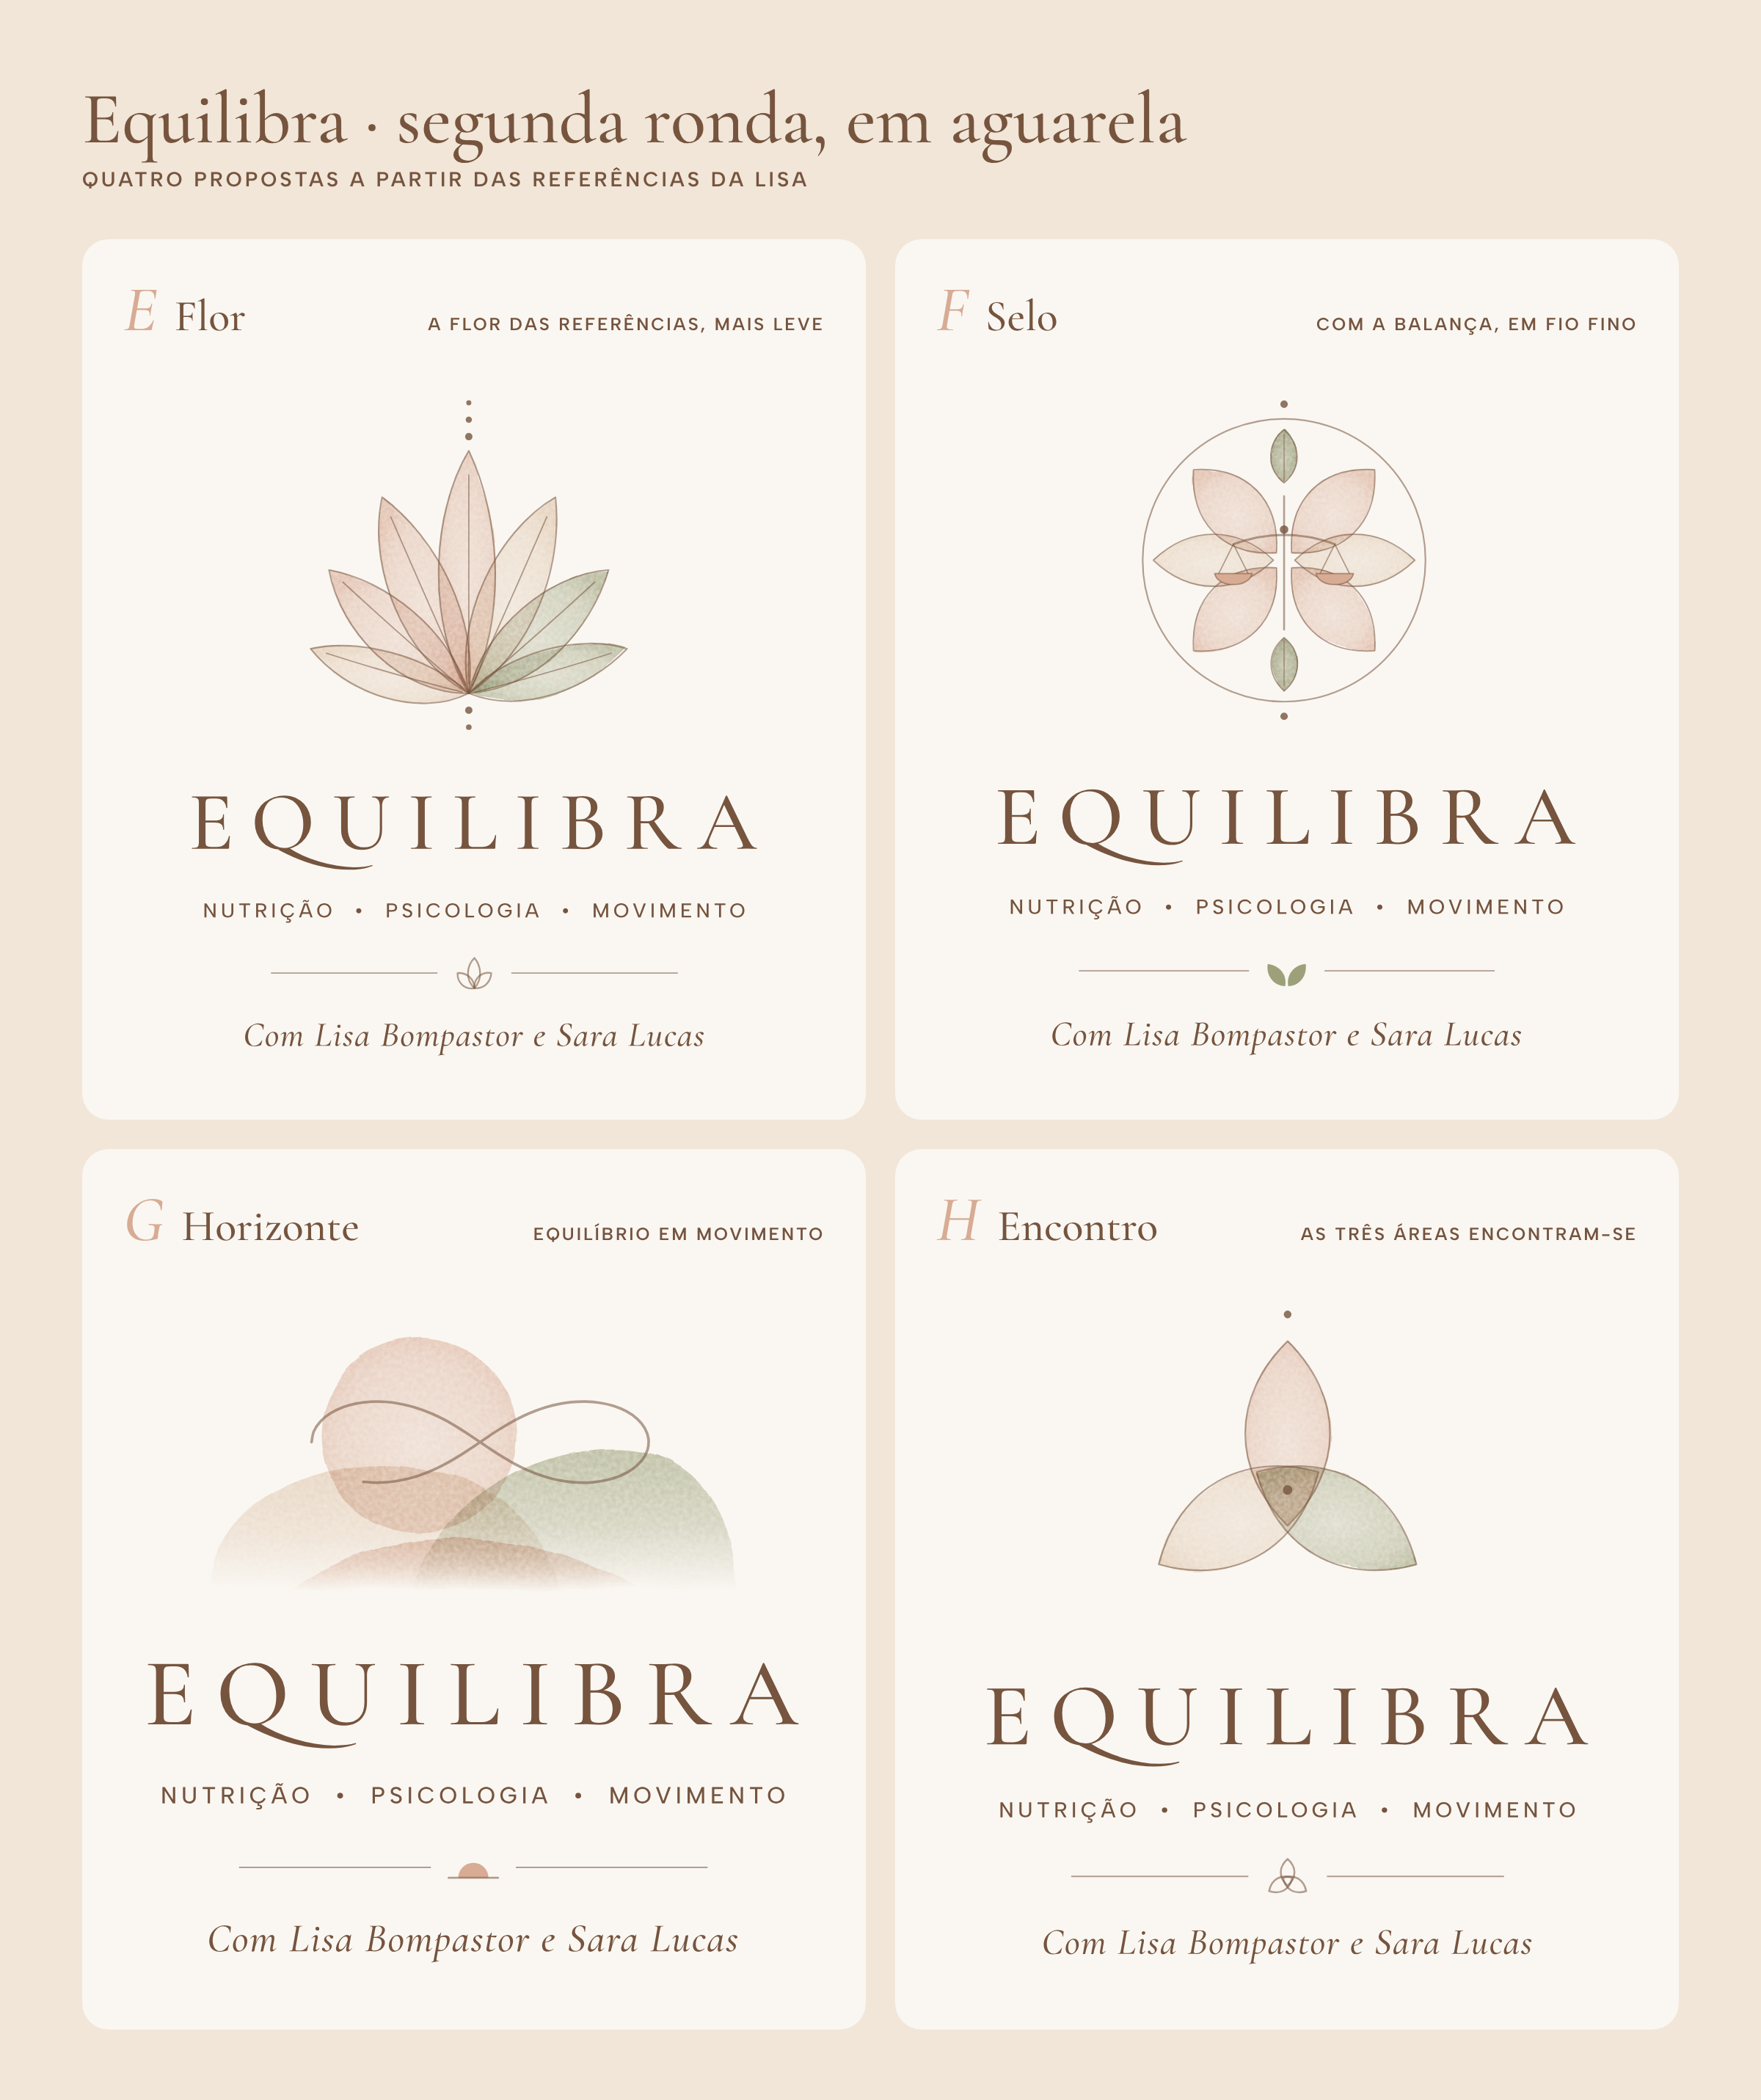 Equilibra · segunda ronda, em aguarela
QUATRO PROPOSTAS A PARTIR DAS REFERÊNCIAS DA LISA
E Flor
A FLOR DAS REFERÊNCIAS, MAIS LEVE
EQUILIBRA
NUTRIÇÃO • PSICOLOGIA • MOVIMENTO
Com Lisa Bompastor e Sara Lucas
F Selo
COM A BALANÇA, EM FIO FINO
EQUILIBRA
NUTRIÇÃO • PSICOLOGIA • MOVIMENTO
Com Lisa Bompastor e Sara Lucas
G Horizonte
EQUILÍBRIO EM MOVIMENTO
EQUILIBRA
NUTRIÇÃO • PSICOLOGIA • MOVIMENTO
Com Lisa Bompastor e Sara Lucas
H Encontro
AS TRÊS ÁREAS ENCONTRAM-SE
EQUILIBRA
NUTRIÇÃO • PSICOLOGIA • MOVIMENTO
Com Lisa Bompastor e Sara Lucas